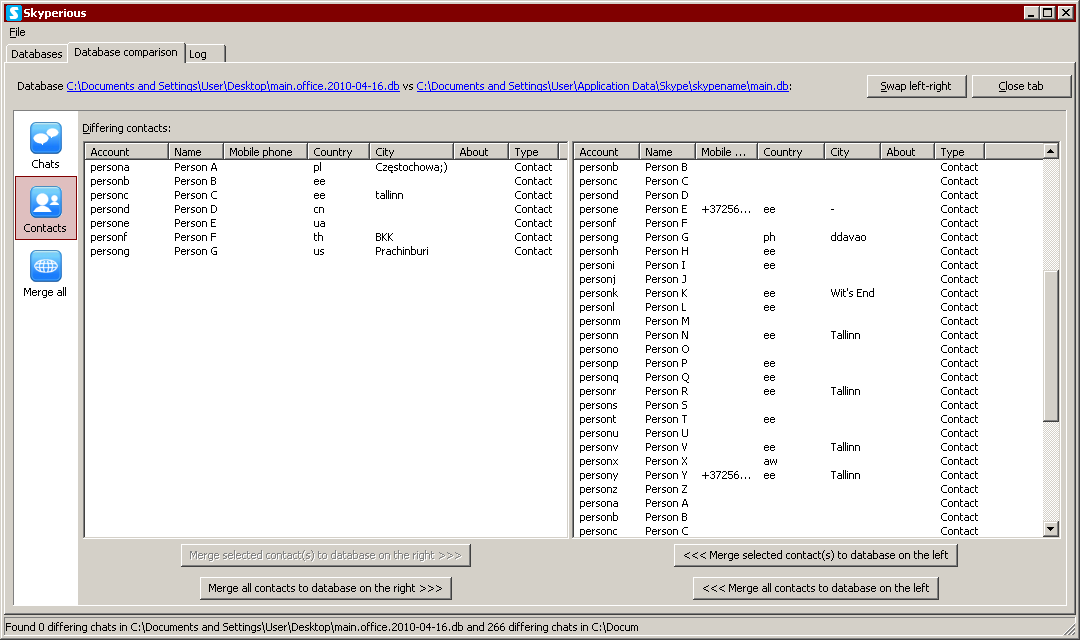 Skyperious
File
Databases Database comparison Log
Database C:\Documents and Settings\User\Desktop\main.office.2010-04-16.db vs C:\Documents and Settings\User\Application Data\Skype\skypename\main.db: Swap left-right Close tab
Chats
Contacts
Merge all
Differing contacts:
Account Name Mobile phone Country City About Type
persona Person A pl Częstochowa;) Contact
personb Person B ee Contact
personc Person C ee tallinn Contact
persond Person D cn Contact
persone Person E ua Contact
personf Person F th BKK Contact
persong Person G us Prachinburi Contact
Merge selected contact(s) to database on the right >>>
Merge all contacts to database on the right >>>
Account Name Mobile ... Country City About Type
personb Person B Contact
personc Person C Contact
persond Person D Contact
persone Person E +37256... ee - Contact
personf Person F Contact
persong Person G ph ddavao Contact
personh Person H ee Contact
personi Person I ee Contact
personj Person J Contact
personk Person K ee Wit's End Contact
personl Person L ee Contact
personm Person M Contact
personn Person N ee Tallinn Contact
persono Person O Contact
personp Person P ee Contact
personq Person Q ee Contact
personr Person R ee Tallinn Contact
persons Person S Contact
persont Person T ee Contact
personu Person U Contact
personv Person V ee Tallinn Contact
personx Person X aw Contact
persony Person Y +37256... ee Tallinn Contact
personz Person Z Contact
persona Person A Contact
personb Person B Contact
personc Person C Contact
<<< Merge selected contact(s) to database on the left
<<< Merge all contacts to database on the left
Found 0 differing chats in C:\Documents and Settings\User\Desktop\main.office.2010-04-16.db and 266 differing chats in C:\Docum